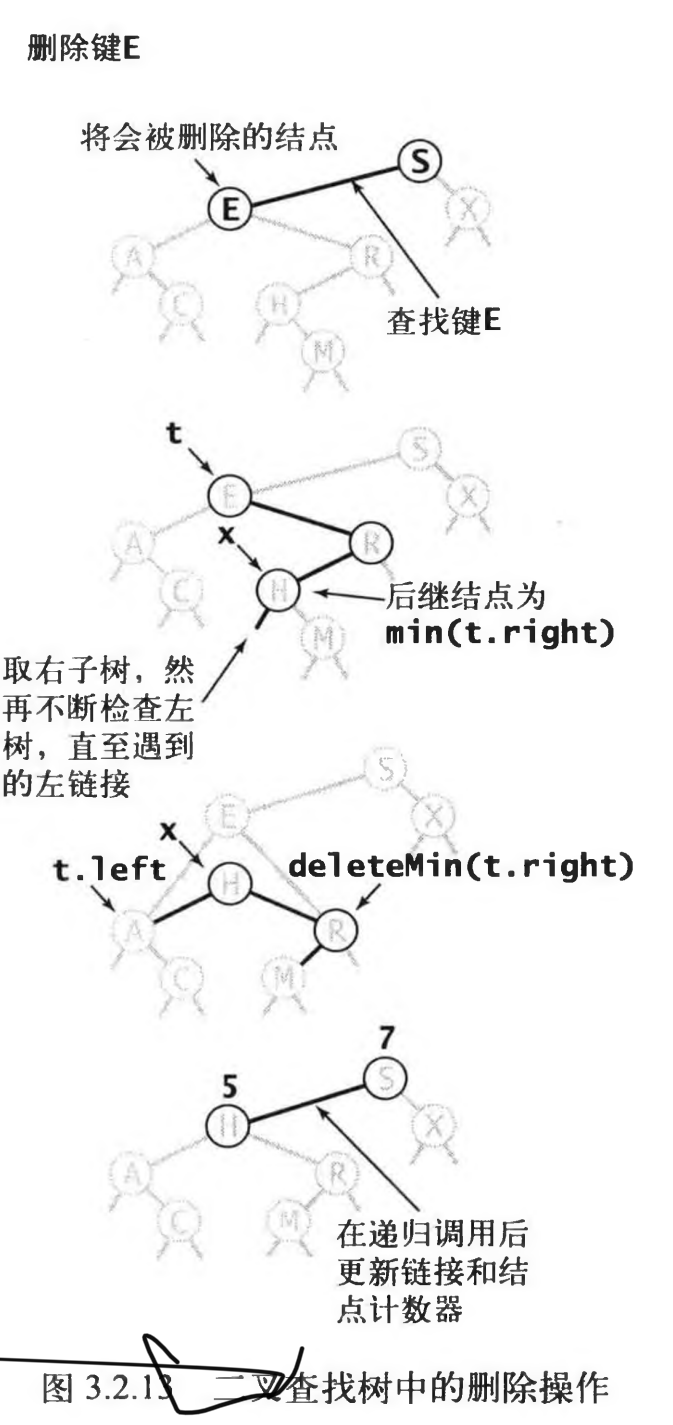 删除键E
将会被删除的结点
S
E
X
A
R
C
H
查找键E
M
t
S
E
X
x
A
R
C
H
后继结点为
M
min(t.right)
取右子树，然
再不断检查左
树，直至遇到
的左链接
S
E
X
x
t.left
H
deleteMin(t.right)
A
R
C
M
7
5
S
H
X
A
R
C
M
在递归调用后
更新链接和结
点计数器
图 3.2.13 二叉查找树中的删除操作